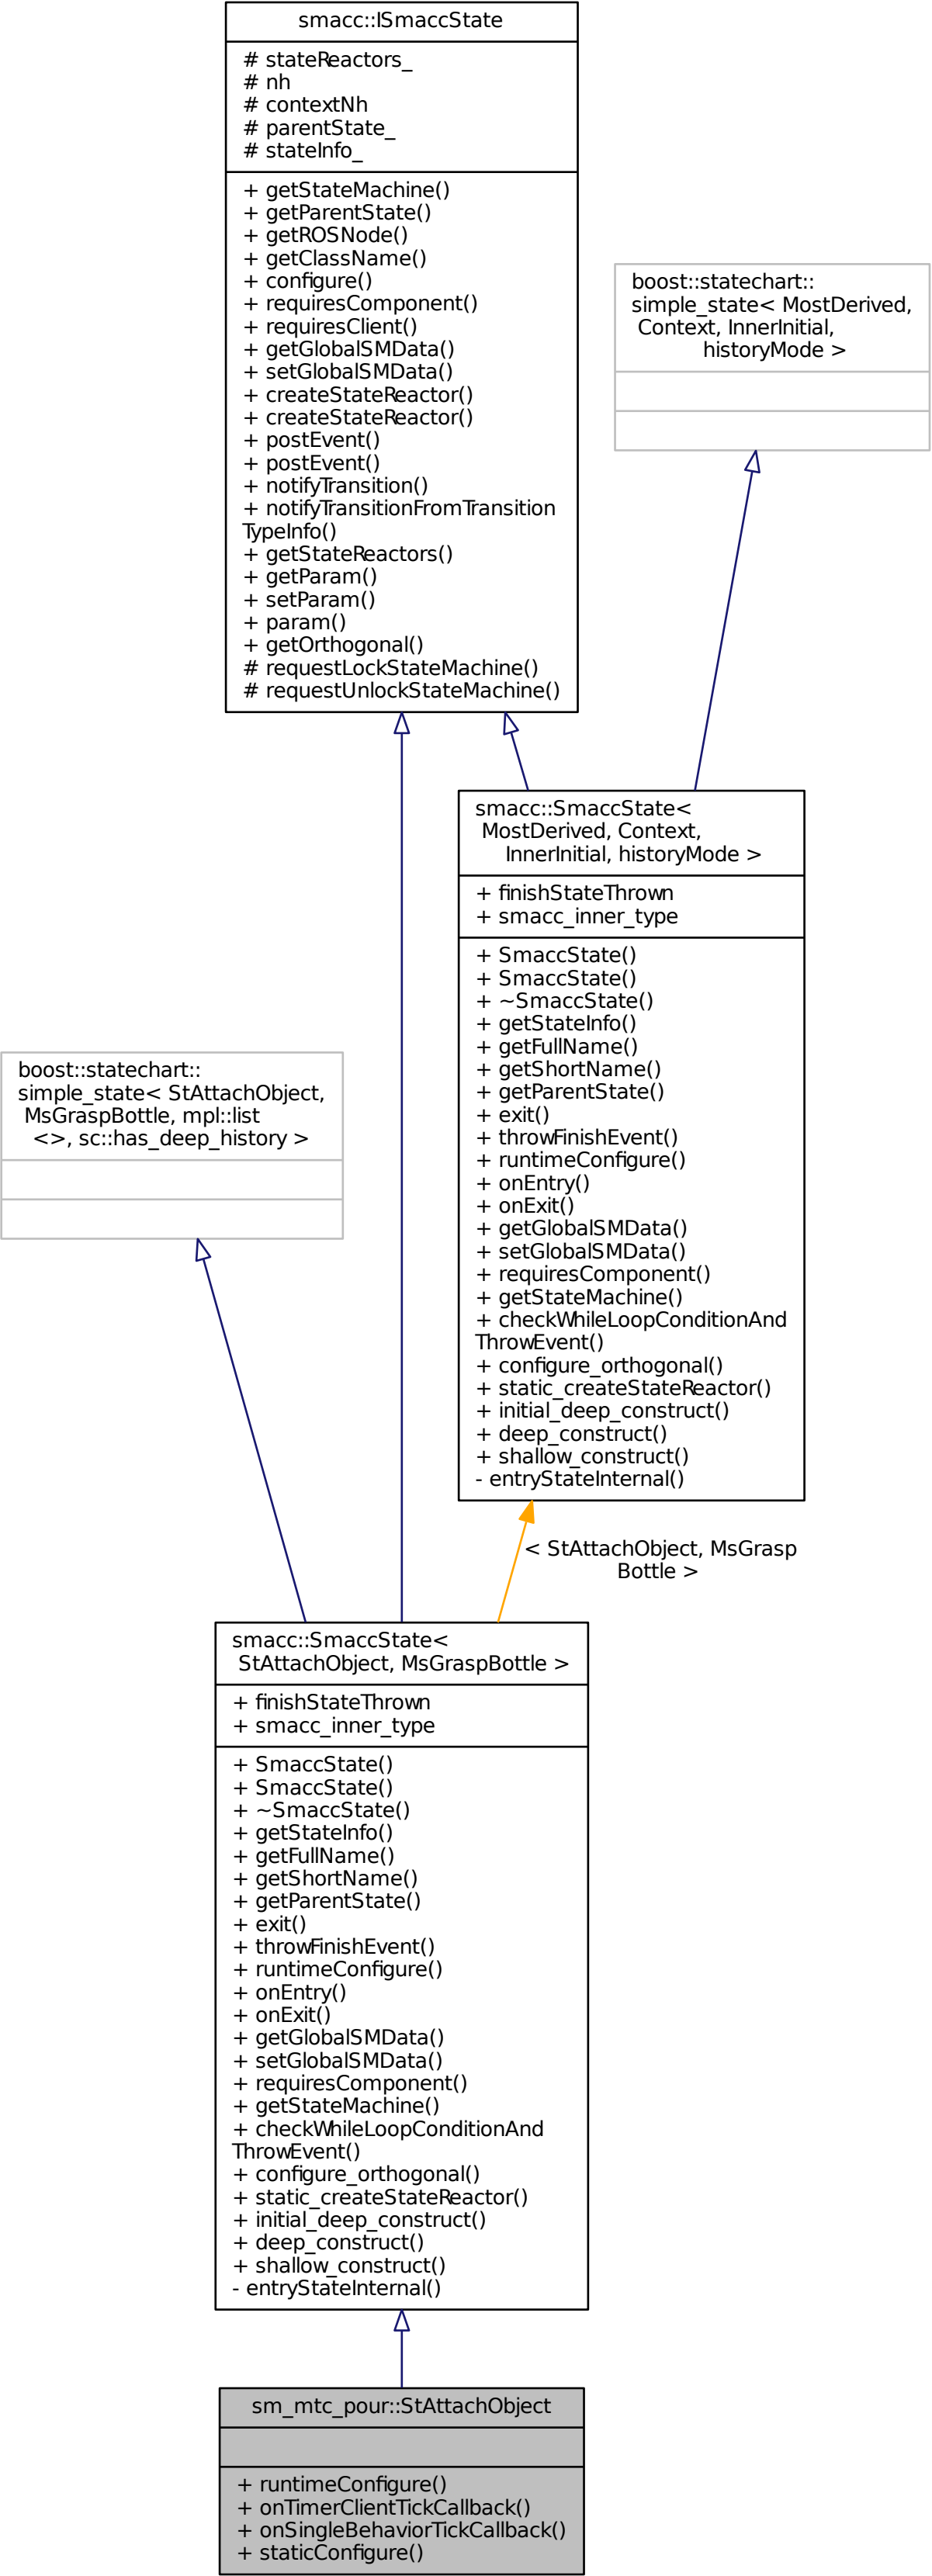 smacc::ISmaccState
# stateReactors_
# nh
# contextNh
# parentState_
# stateInfo_
+ getStateMachine()
+ getParentState()
+ getROSNode()
+ getClassName()
+ configure()
+ requiresComponent()
+ requiresClient()
+ getGlobalSMData()
+ setGlobalSMData()
+ createStateReactor()
+ createStateReactor()
+ postEvent()
+ postEvent()
+ notifyTransition()
+ notifyTransitionFromTransition
TypeInfo()
+ getStateReactors()
+ getParam()
+ setParam()
+ param()
+ getOrthogonal()
# requestLockStateMachine()
# requestUnlockStateMachine()
boost::statechart::
simple_state< MostDerived,
Context, InnerInitial,
historyMode >
smacc::SmaccState<
MostDerived, Context,
InnerInitial, historyMode >
+ finishStateThrown
+ smacc_inner_type
+ SmaccState()
+ SmaccState()
+ ~SmaccState()
+ getStateInfo()
+ getFullName()
+ getShortName()
+ getParentState()
+ exit()
+ throwFinishEvent()
+ runtimeConfigure()
+ onEntry()
+ onExit()
+ getGlobalSMData()
+ setGlobalSMData()
+ requiresComponent()
+ getStateMachine()
+ checkWhileLoopConditionAnd
ThrowEvent()
+ configure_orthogonal()
+ static_createStateReactor()
+ initial_deep_construct()
+ deep_construct()
+ shallow_construct()
- entryStateInternal()
boost::statechart::
simple_state< StAttachObject,
MsGraspBottle, mpl::list
<>, sc::has_deep_history >
< StAttachObject, MsGrasp
Bottle >
smacc::SmaccState<
StAttachObject, MsGraspBottle >
+ finishStateThrown
+ smacc_inner_type
+ SmaccState()
+ SmaccState()
+ ~SmaccState()
+ getStateInfo()
+ getFullName()
+ getShortName()
+ getParentState()
+ exit()
+ throwFinishEvent()
+ runtimeConfigure()
+ onEntry()
+ onExit()
+ getGlobalSMData()
+ setGlobalSMData()
+ requiresComponent()
+ getStateMachine()
+ checkWhileLoopConditionAnd
ThrowEvent()
+ configure_orthogonal()
+ static_createStateReactor()
+ initial_deep_construct()
+ deep_construct()
+ shallow_construct()
- entryStateInternal()
sm_mtc_pour::StAttachObject
+ runtimeConfigure()
+ onTimerClientTickCallback()
+ onSingleBehaviorTickCallback()
+ staticConfigure()